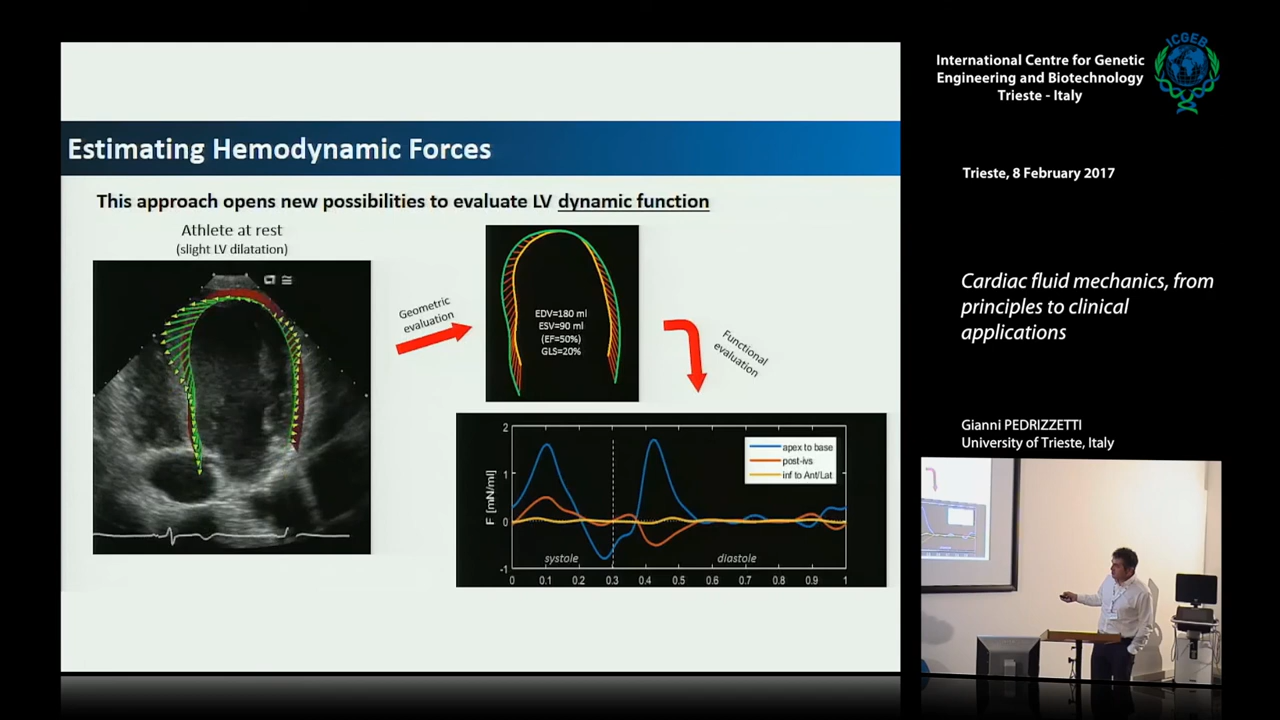 Estimating Hemodynamic Forces
This approach opens new possibilities to evaluate LV dynamic function
Athlete at rest
(slight LV dilatation)
Geometric
evaluation
EDV=180 ml
ESV=90 ml
(EF=50%)
GLS=20%
Functional
evaluation
F [mN/ml]
2
1
0
-1
apex to base
post-ivs
inf to Ant/Lat
systole
diastole
0 0.1 0.2 0.3 0.4 0.5 0.6 0.7 0.8 0.9 1
International Centre for Genetic
Engineering and Biotechnology
Trieste - Italy
ICGEB
Trieste, 8 February 2017
Cardiac fluid mechanics, from
principles to clinical
applications
Gianni PEDRIZZETTI
University of Trieste, Italy